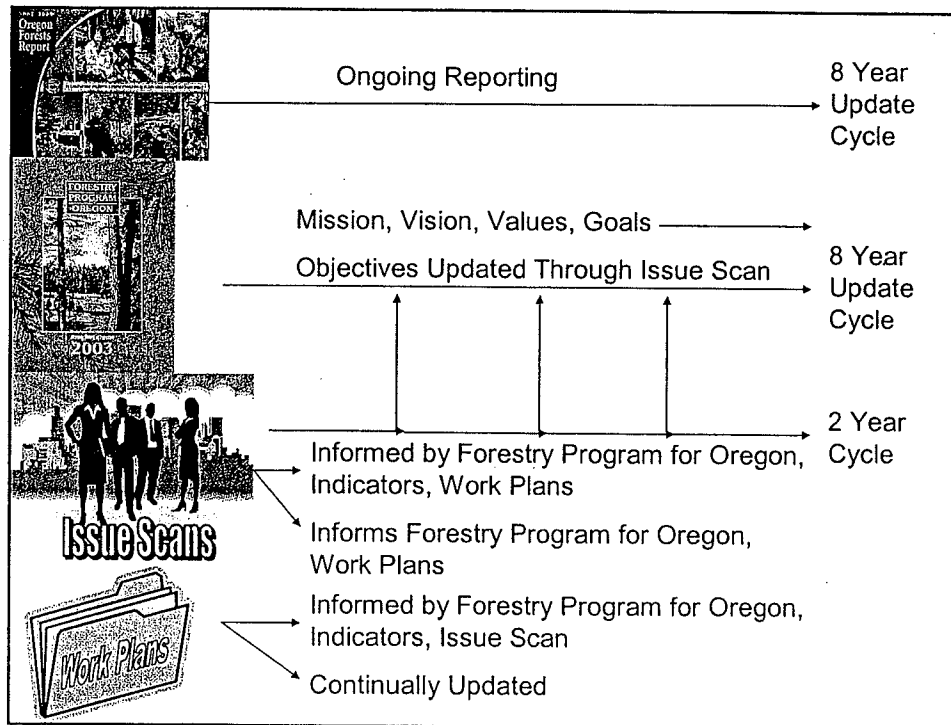 Oregon
Forests
Report
Ongoing Reporting
8 Year
Update
Cycle
FORESTRY
PROGRAM
OREGON
2003
Mission, Vision, Values, Goals
Objectives Updated Through Issue Scan
8 Year
Update
Cycle
2 Year
Cycle
Informed by Forestry Program for Oregon,
Indicators, Work Plans
Informs Forestry Program for Oregon,
Work Plans
Issue Scans
Informed by Forestry Program for Oregon,
Indicators, Issue Scan
Continually Updated
Work Plans